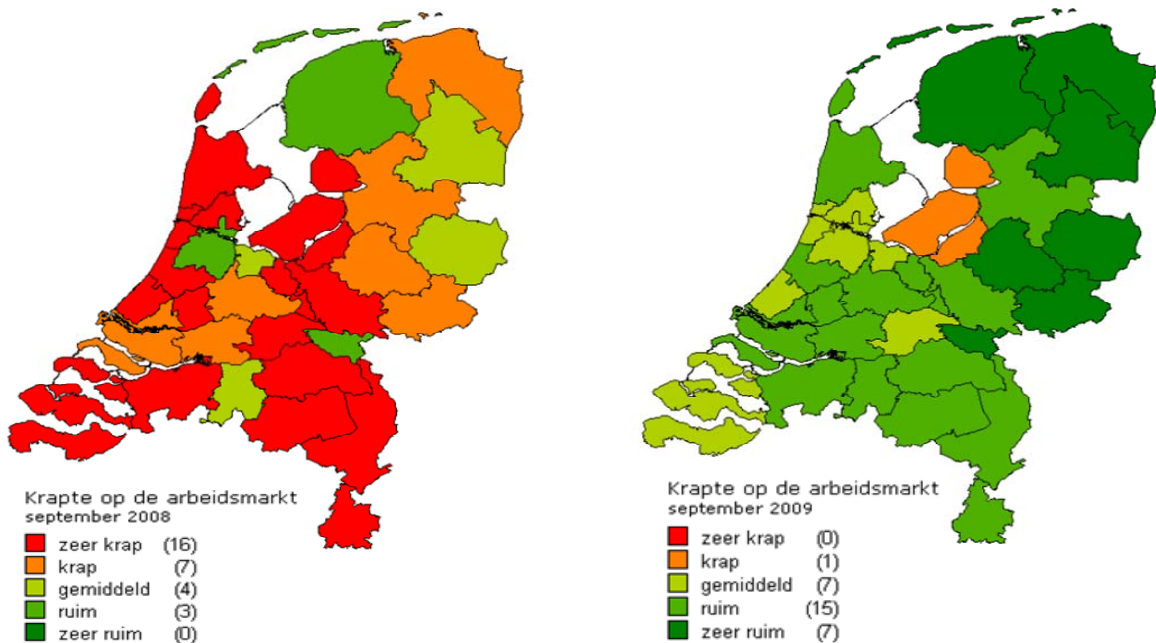 Krapte op de arbeidsmarkt
september 2008
zeer krap (16)
krap (7)
gemiddeld (4)
ruim (3)
zeer ruim (0)
Krapte op de arbeidsmarkt
september 2009
zeer krap (0)
krap (1)
gemiddeld (7)
ruim (15)
zeer ruim (7)